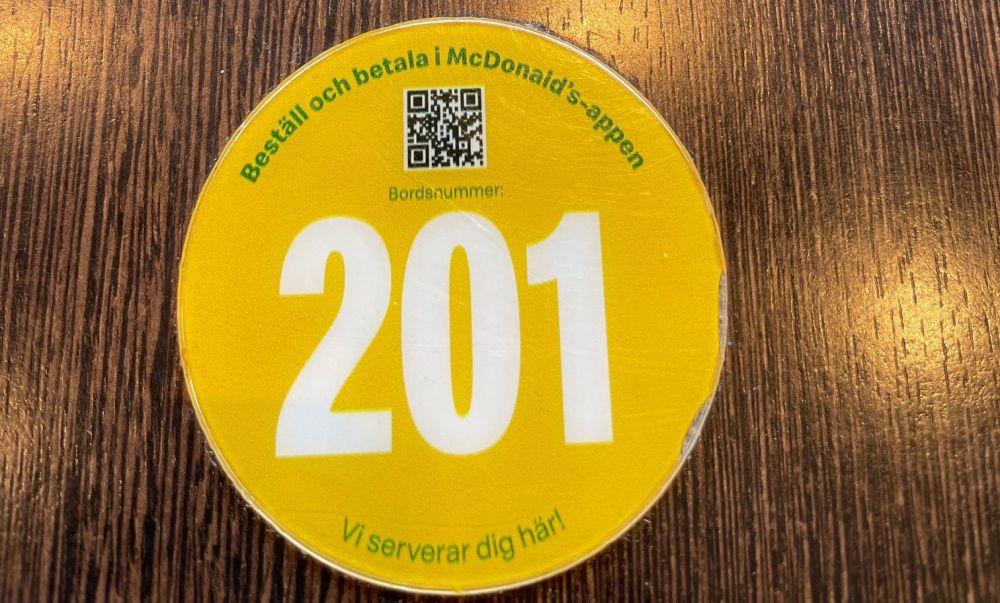 Beställ och betala i McDonald's-appen
Bordsnummer:
201
Vi serverar dig här!